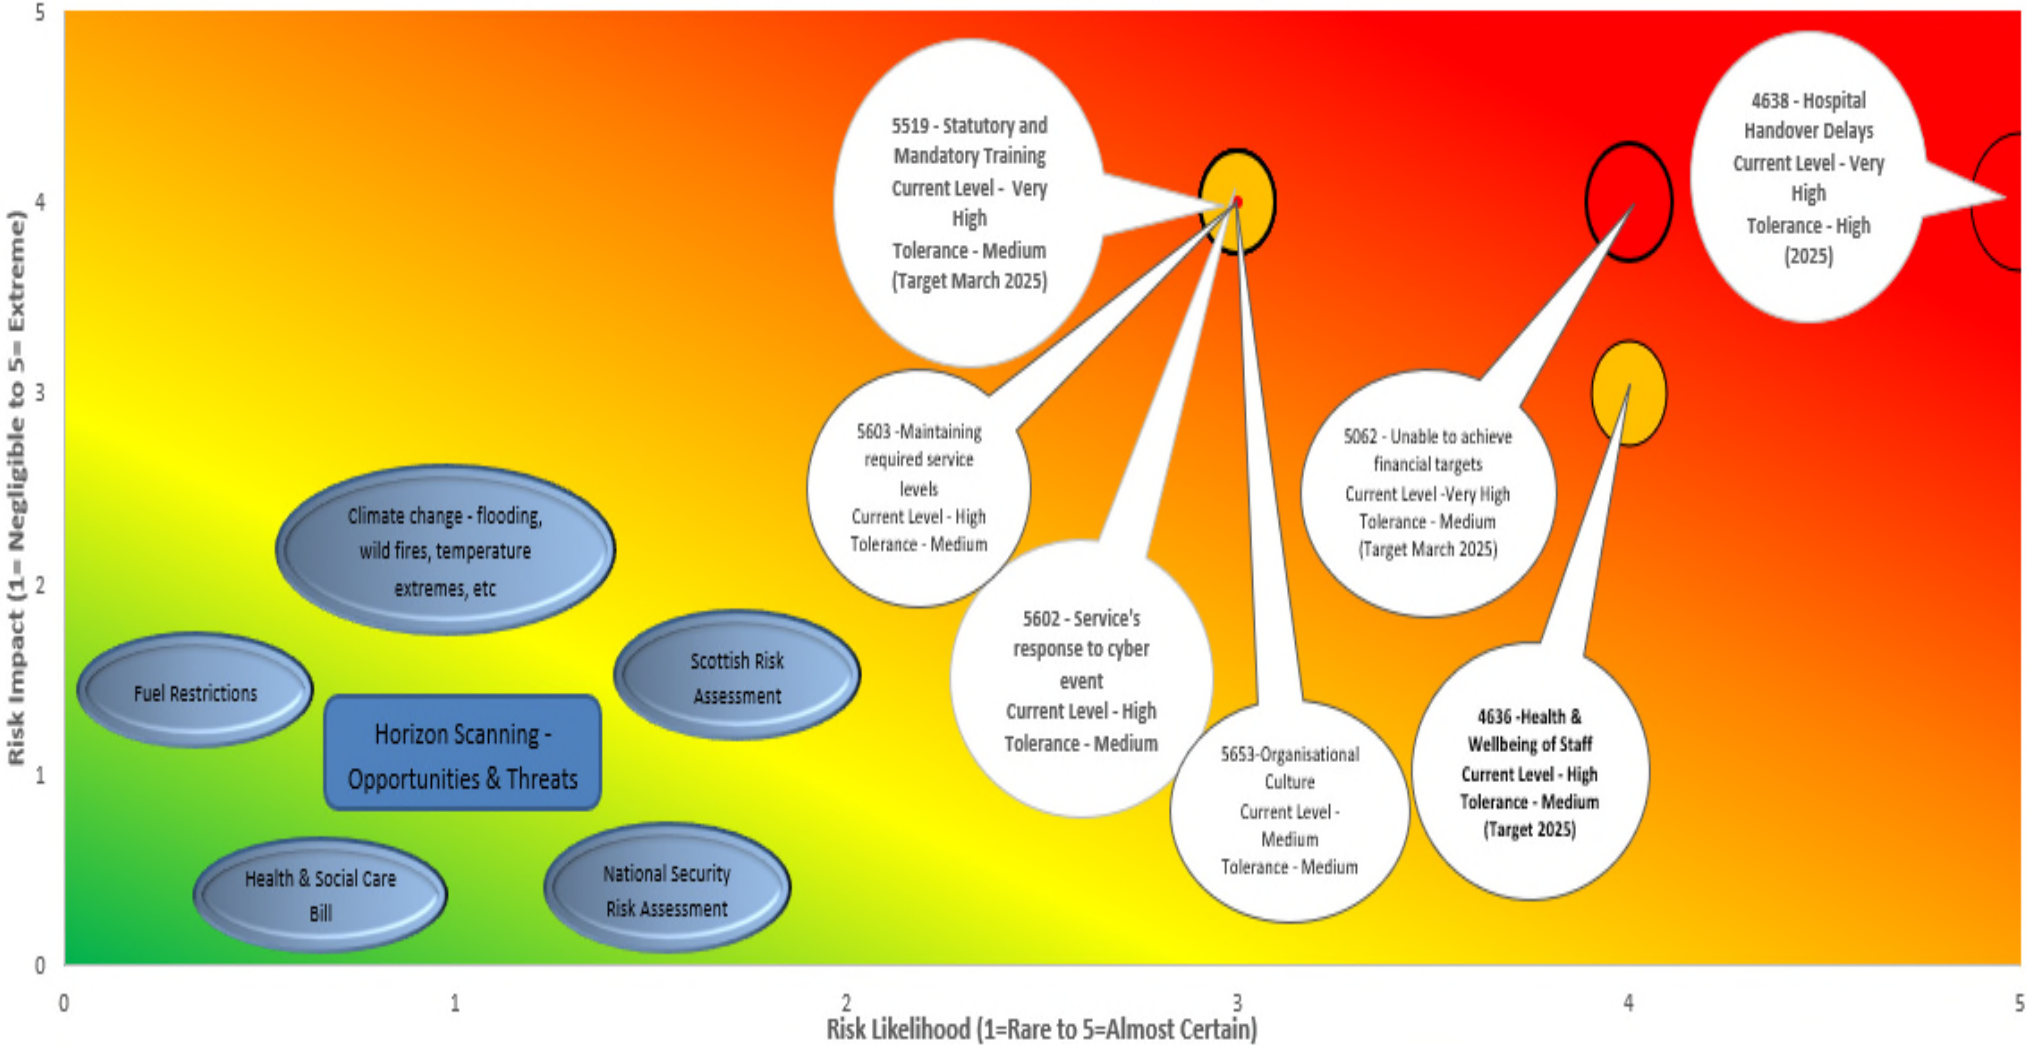 5
4
3
2
1
0
Risk Impact (1= Negligible to 5= Extreme)
5519 - Statutory and
Mandatory Training
Current Level - Very
High
Tolerance - Medium
(Target March 2025)
4638 - Hospital
Handover Delays
Current Level - Very
High
Tolerance - High
(2025)
5603 -Maintaining
required service
levels
Current Level - High
Tolerance - Medium
5062 - Unable to achieve
financial targets
Current Level -Very High
Tolerance - Medium
(Target March 2025)
5602 - Service's
response to cyber
event
Current Level - High
Tolerance - Medium
5653-Organisational
Culture
Current Level -
Medium
Tolerance - Medium
4636 -Health &
Wellbeing of Staff
Current Level - High
Tolerance - Medium
(Target 2025)
Climate change - flooding,
wild fires, temperature
extremes, etc
Fuel Restrictions
Scottish Risk
Assessment
Horizon Scanning -
Opportunities & Threats
Health & Social Care
Bill
National Security
Risk Assessment
0
1
2
3
4
5
Risk Likelihood (1=Rare to 5=Almost Certain)